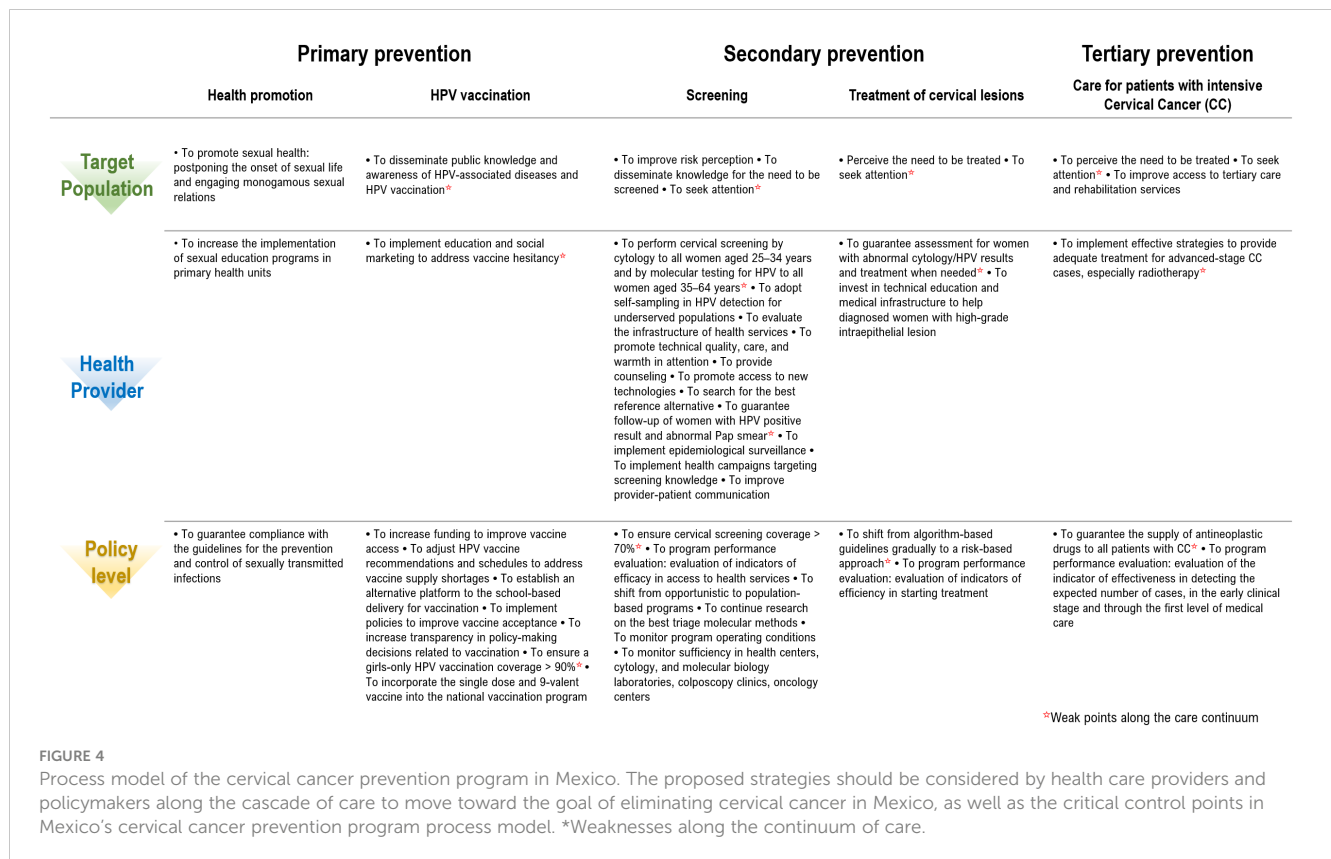 Primary prevention
Secondary prevention
Tertiary prevention
Health promotion
HPV vaccination
Screening
Treatment of cervical lesions
Care for patients with intensive
Cervical Cancer (CC)
Target
Population
• To promote sexual health:
postponing the onset of sexual life
and engaging monogamous sexual
relations
• To disseminate public knowledge and
awareness of HPV-associated diseases and
HPV vaccination☆
• To improve risk perception • To
disseminate knowledge for the need to be
screened • To seek attention☆
• Perceive the need to be treated • To
seek attention☆
• To perceive the need to be treated • To seek
attention☆ • To improve access to tertiary care
and rehabilitation services
Health
Provider
• To increase the implementation
of sexual education programs in
primary health units
• To implement education and social
marketing to address vaccine hesitancy☆
• To perform cervical screening by
cytology to all women aged 25–34 years
and by molecular testing for HPV to all
women aged 35–64 years☆ • To adopt
self-sampling in HPV detection for
underserved populations • To evaluate
the infrastructure of health services • To
promote technical quality, care, and
warmth in attention • To provide
counseling • To promote access to new
technologies • To search for the best
reference alternative • To guarantee
follow-up of women with HPV positive
result and abnormal Pap smear☆ • To
implement epidemiological surveillance •
To implement health campaigns targeting
screening knowledge • To improve
provider-patient communication
• To guarantee assessment for women
with abnormal cytology/HPV results
and treatment when needed☆ • To
invest in technical education and
medical infrastructure to help
diagnosed women with high-grade
intraepithelial lesion
• To implement effective strategies to provide
adequate treatment for advanced-stage CC
cases, especially radiotherapy☆
Policy
level
• To guarantee compliance with
the guidelines for the prevention
and control of sexually transmitted
infections
• To increase funding to improve vaccine
access • To adjust HPV vaccine
recommendations and schedules to address
vaccine supply shortages • To establish an
alternative platform to the school-based
delivery for vaccination • To implement
policies to improve vaccine acceptance • To
increase transparency in policy-making
decisions related to vaccination • To ensure a
girls-only HPV vaccination coverage > 90%☆ •
To incorporate the single dose and 9-valent
vaccine into the national vaccination program
• To ensure cervical screening coverage >
70%☆ • To program performance
evaluation: evaluation of indicators of
efficacy in access to health services • To
shift from opportunistic to population-
based programs • To continue research
on the best triage molecular methods •
To monitor program operating conditions
• To monitor sufficiency in health centers,
cytology, and molecular biology
laboratories, colposcopy clinics, oncology
centers
• To shift from algorithm-based
guidelines gradually to a risk-based
approach☆ • To program performance
evaluation: evaluation of indicators of
efficiency in starting treatment
• To guarantee the supply of antineoplastic
drugs to all patients with CC☆ • To program
performance evaluation: evaluation of the
indicator of effectiveness in detecting the
expected number of cases, in the early clinical
stage and through the first level of medical
care
☆Weak points along the care continuum
FIGURE 4
Process model of the cervical cancer prevention program in Mexico. The proposed strategies should be considered by health care providers and
policymakers along the cascade of care to move toward the goal of eliminating cervical cancer in Mexico, as well as the critical control points in
Mexico’s cervical cancer prevention program process model. *Weaknesses along the continuum of care.